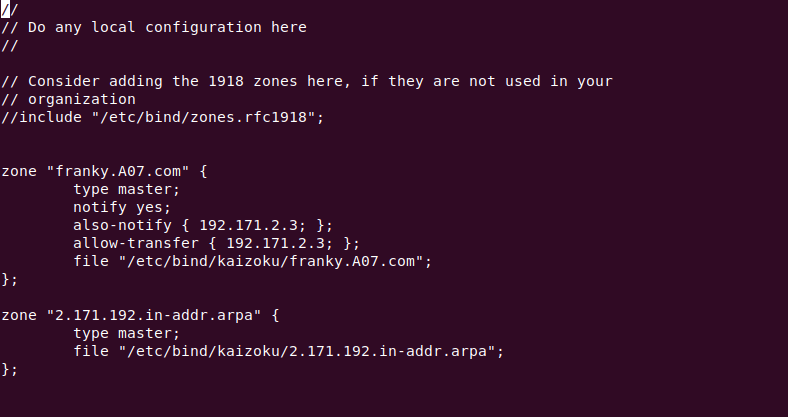 //
// Do any local configuration here
//
// Consider adding the 1918 zones here, if they are not used in your
// organization
//include "/etc/bind/zones.rfc1918";
zone "franky.A07.com" {
        type master;
        notify yes;
        also-notify { 192.171.2.3; };
        allow-transfer { 192.171.2.3; };
        file "/etc/bind/kaizoku/franky.A07.com";
};
zone "2.171.192.in-addr.arpa" {
        type master;
        file "/etc/bind/kaizoku/2.171.192.in-addr.arpa";
};